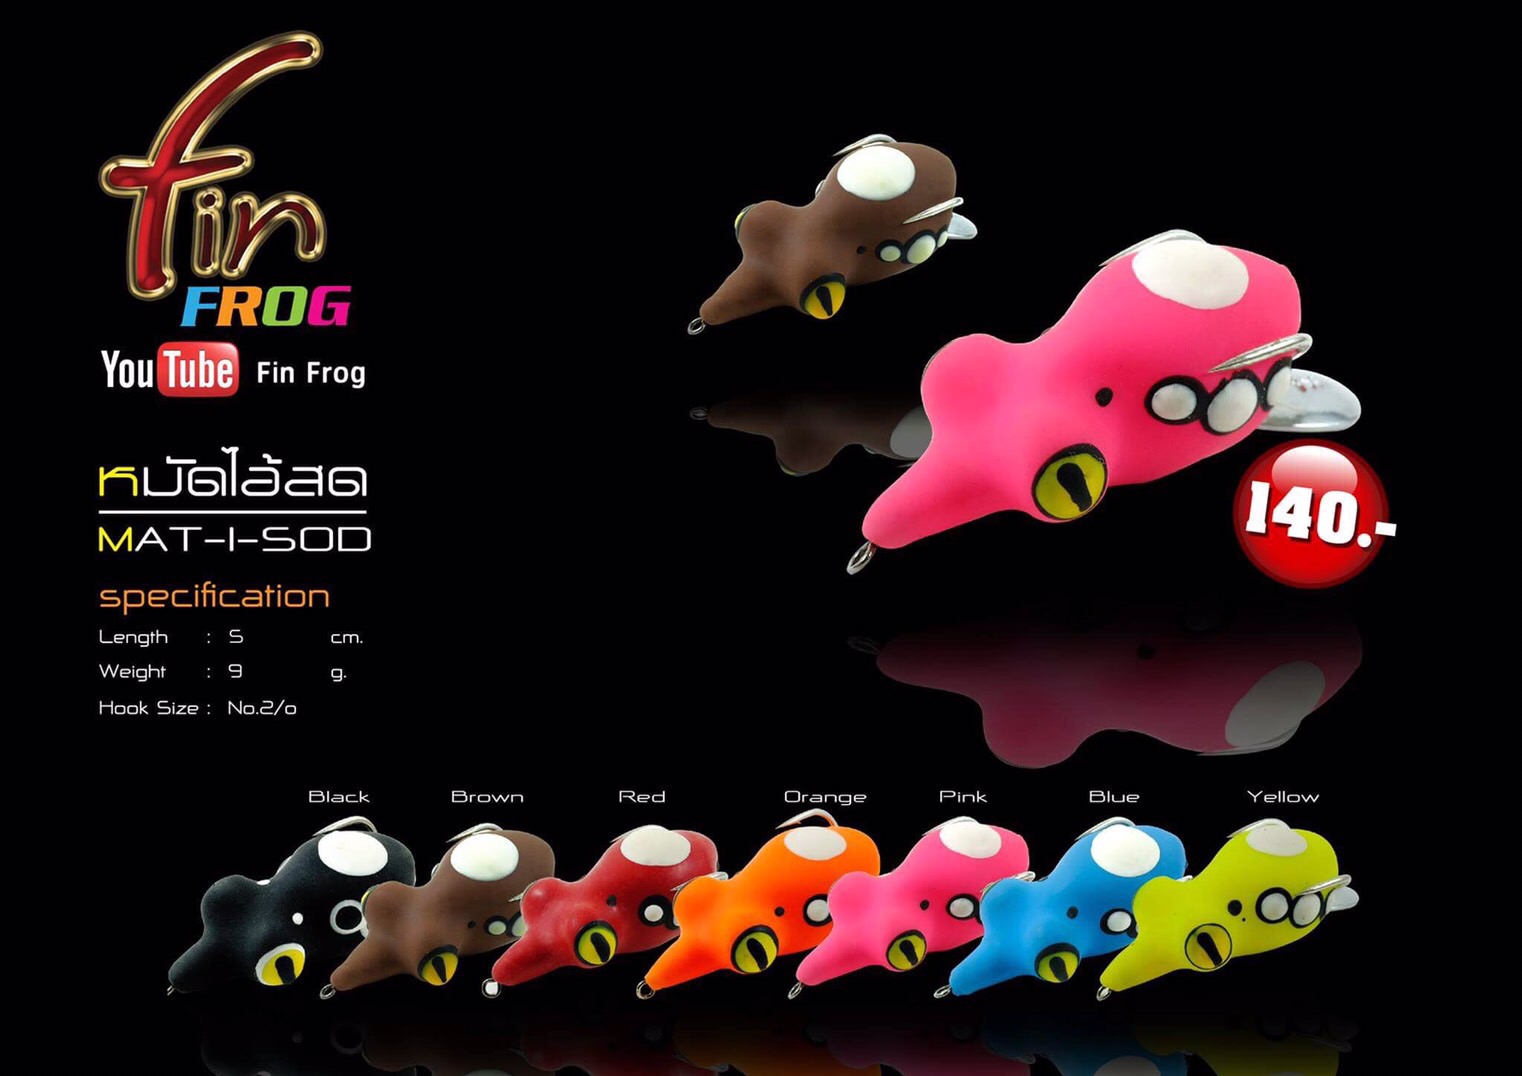 Fin
FROG
YouTube Fin Frog
หมัดไอ้สด
MAT-I-SOD
specification
Length : 5 cm.
Weight : 9 g.
Hook Size : No.2/o
140.-
Black Brown Red Orange Pink Blue Yellow